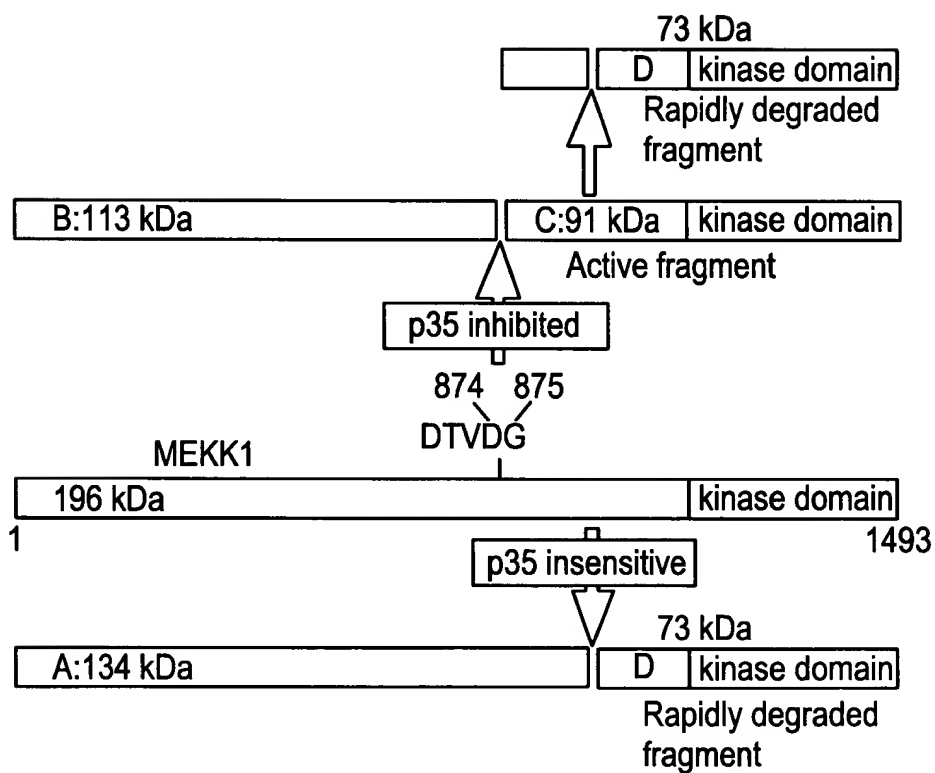 73 kDa
D kinase domain
Rapidly degraded
fragment
B:113 kDa C:91 kDa kinase domain
Active fragment
p35 inhibited
874 875
DTVDG
MEKK1
196 kDa kinase domain
1 1493
p35 insensitive
73 kDa
A:134 kDa D kinase domain
Rapidly degraded
fragment